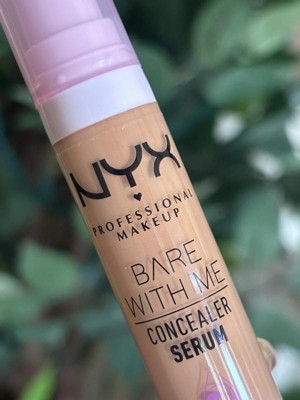 NYX
PROFESSIONAL
MAKEUP
BARE
WITH ME
CONCEALER
SERUM